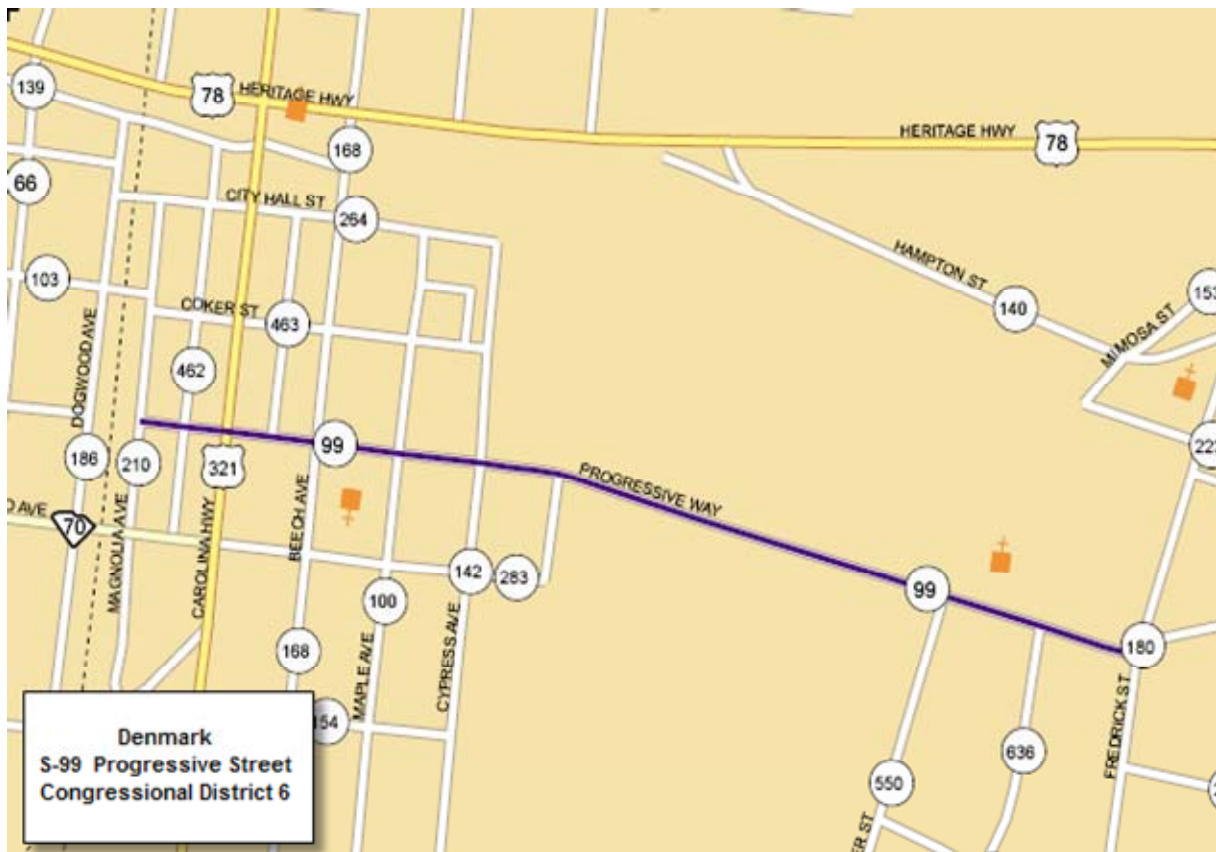 139
78
HERITAGE HWY
168
HERITAGE HWY
78
66
CITY HALL ST
264
HAMPTON ST
103
140
153
COKER ST
463
MIMOSA ST
DOGWOOD AVE
462
99
186
210
321
PROGRESSIVE WAY
AVE
70
MAGNOLIA AVE
CAROLINA HWY
BEECH AVE
142
283
99
100
168
MAPLE AVE
CYPRESS AVE
180
FREDRICK ST
636
550
ST
Denmark
S-99 Progressive Street
Congressional District 6